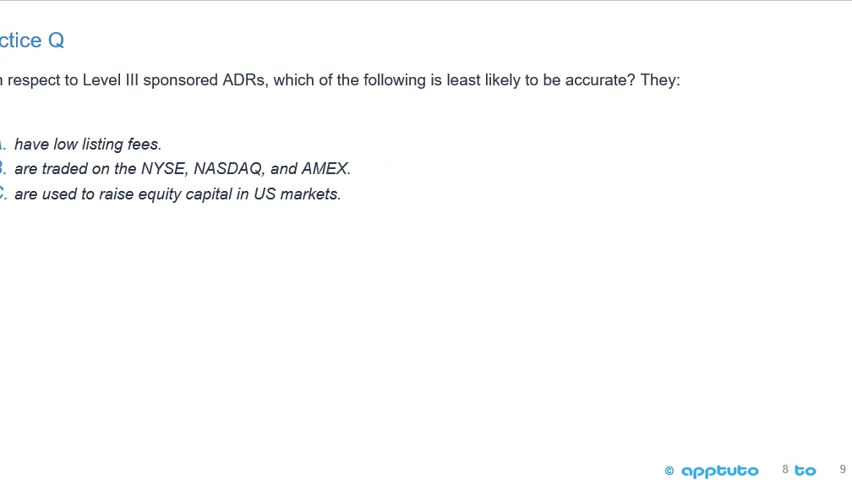 ctice Q
n respect to Level III sponsored ADRs, which of the following is least likely to be accurate? They:
A. have low listing fees.
B. are traded on the NYSE, NASDAQ, and AMEX.
C. are used to raise equity capital in US markets.
© apptuto 8 to 9